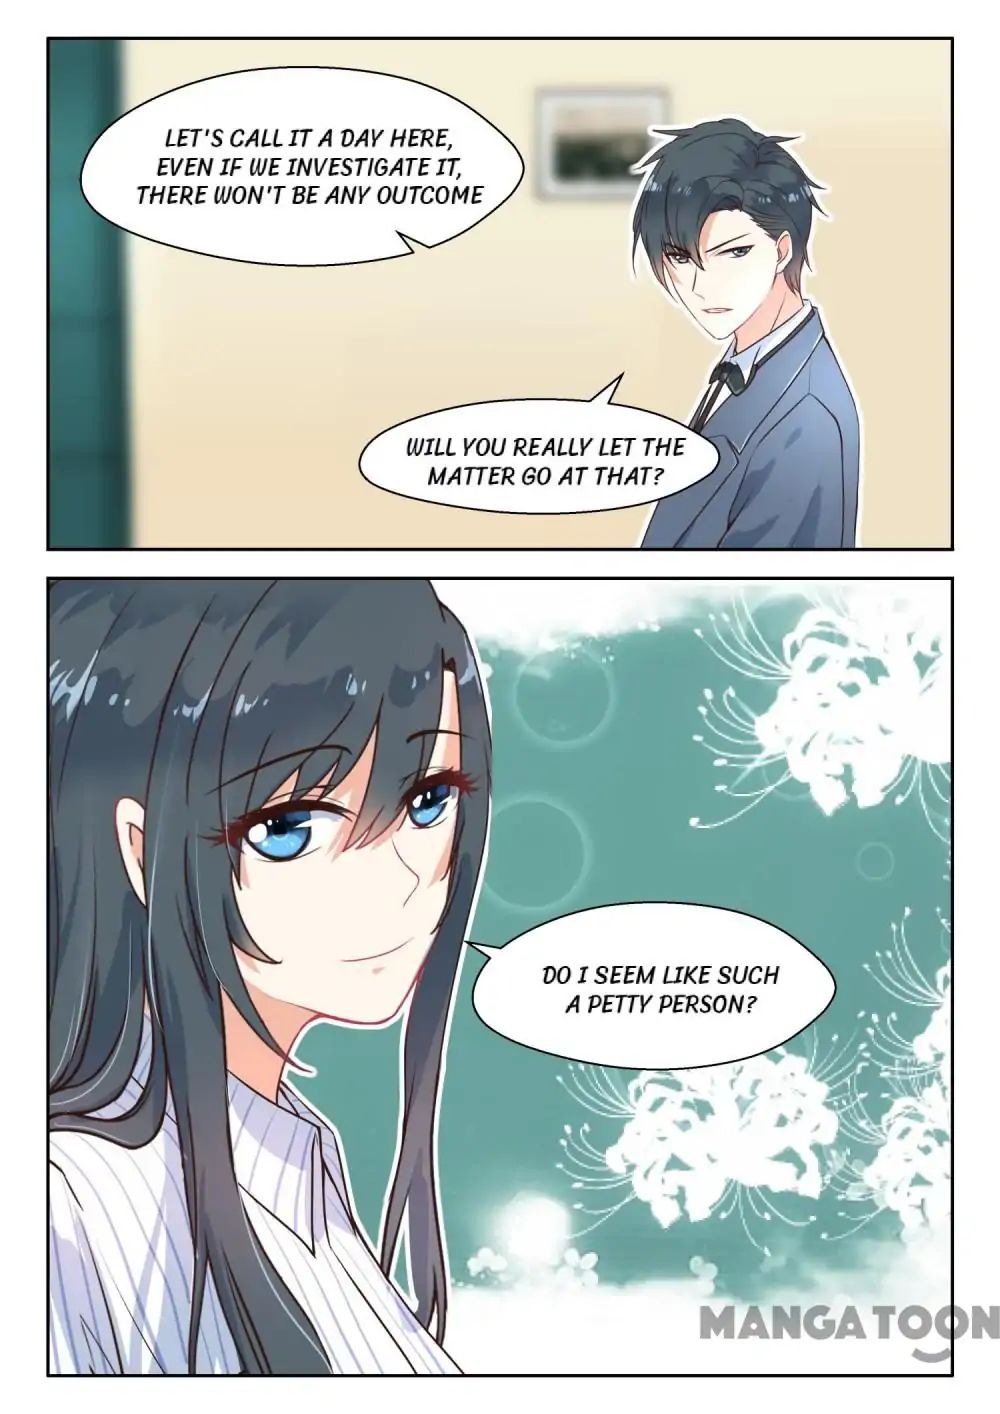 LET'S CALL IT A DAY HERE,
EVEN IF WE INVESTIGATE IT,
THERE WON'T BE ANY OUTCOME
WILL YOU REALLY LET THE
MATTER GO AT THAT?
DO I SEEM LIKE SUCH
A PETTY PERSON?
MANGATOON